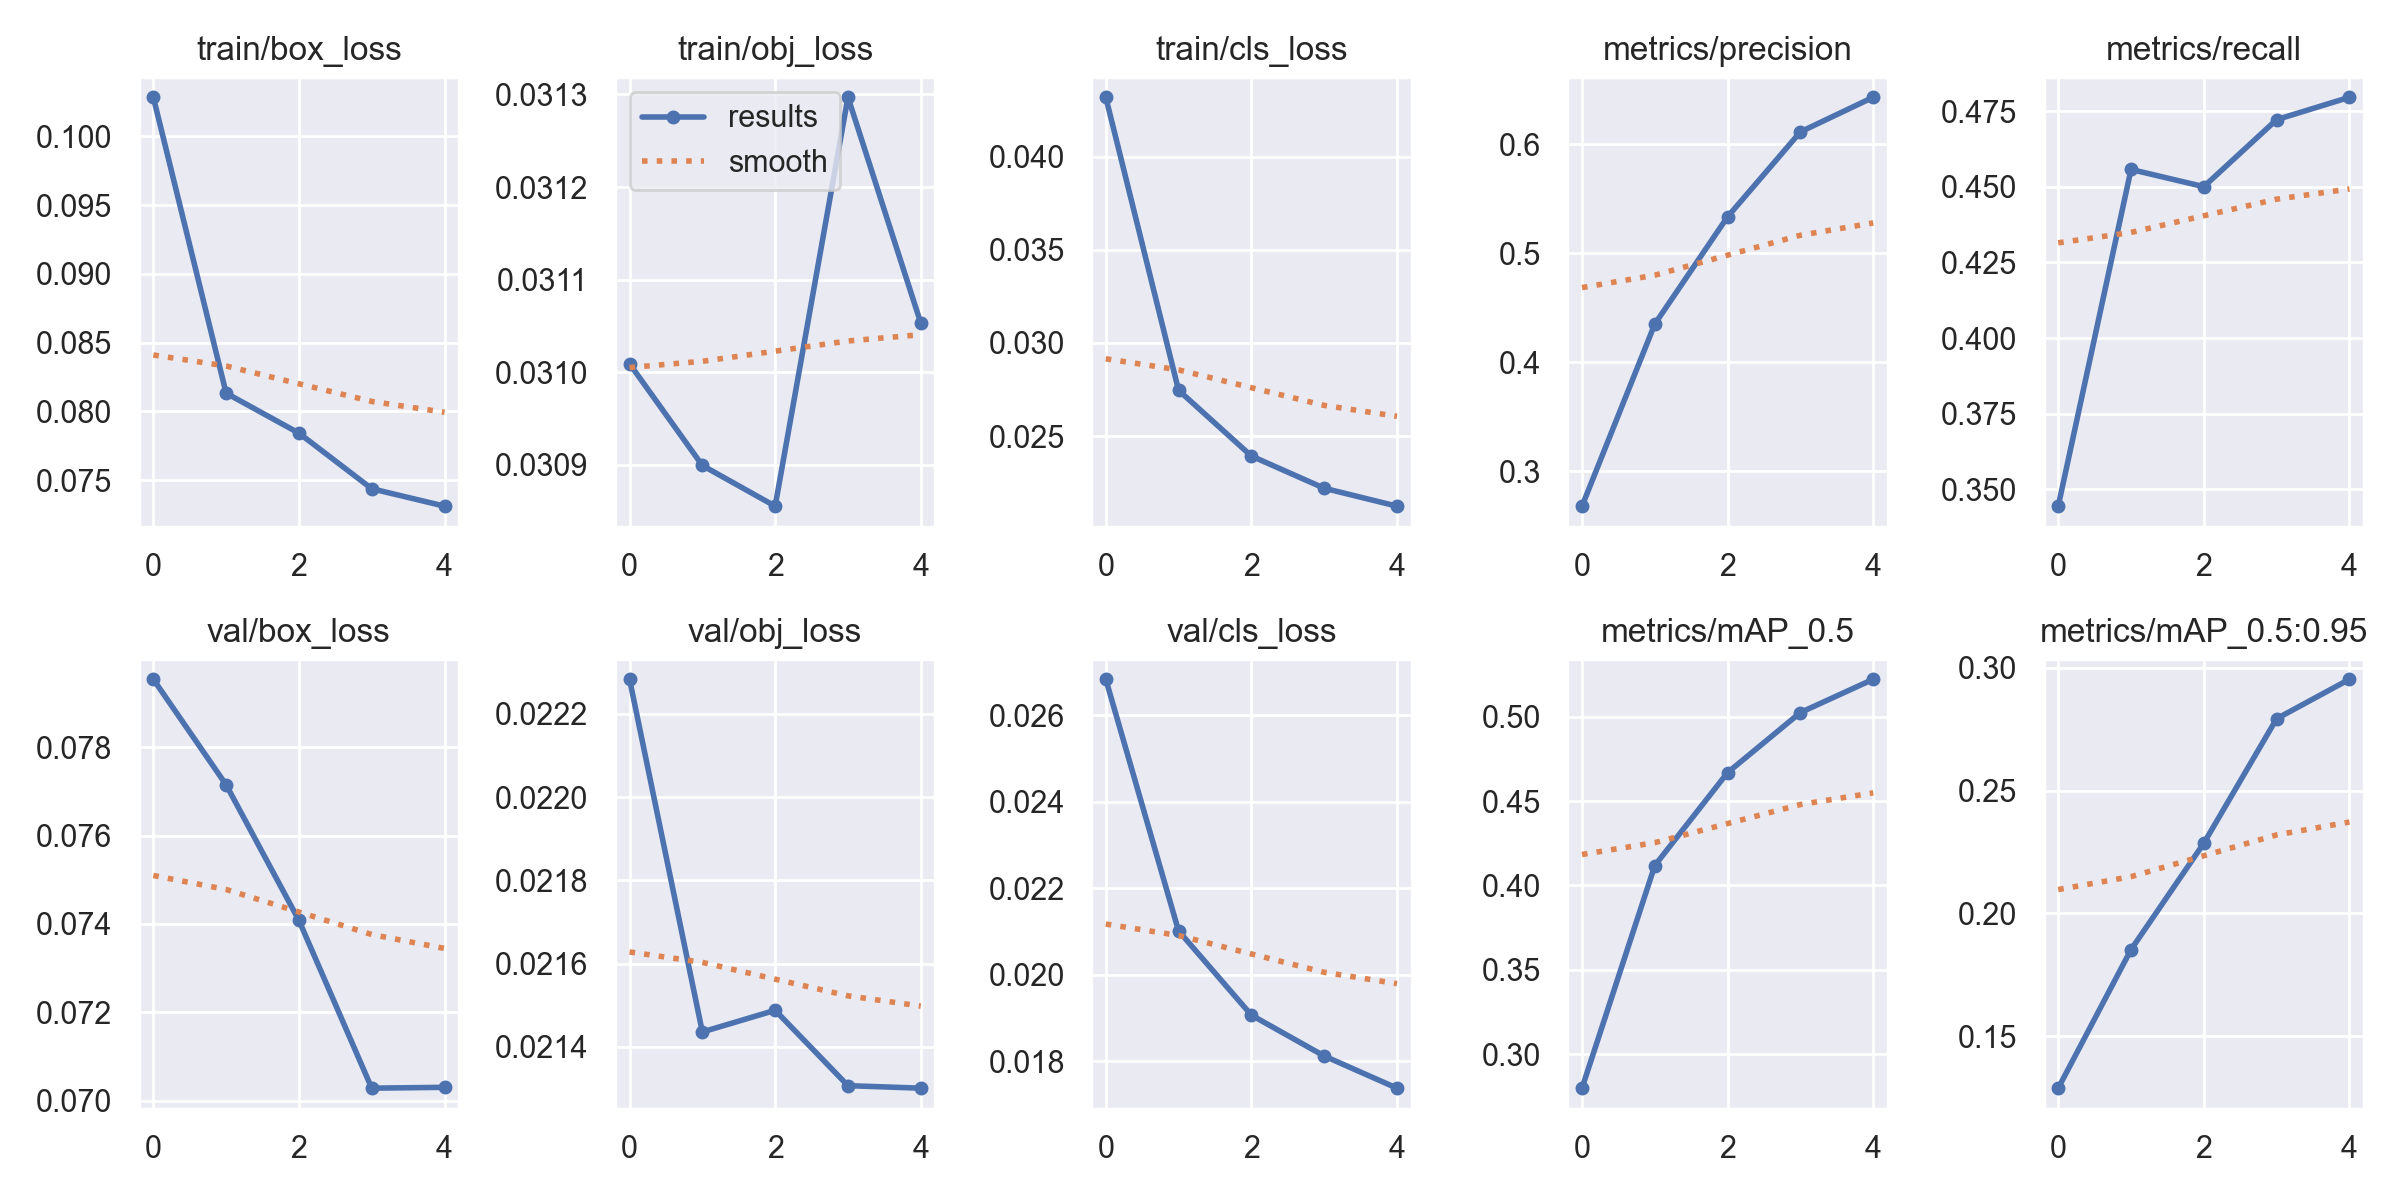 train/box_loss
0.100
0.095
0.090
0.085
0.080
0.075
0 2 4
train/obj_loss
results
smooth
0.0313
0.0312
0.0311
0.0310
0.0309
0 2 4
train/cls_loss
0.040
0.035
0.030
0.025
0 2 4
metrics/precision
0.6
0.5
0.4
0.3
0 2 4
metrics/recall
0.475
0.450
0.425
0.400
0.375
0.350
0 2 4
val/box_loss
0.078
0.076
0.074
0.072
0.070
0 2 4
val/obj_loss
0.0222
0.0220
0.0218
0.0216
0.0214
0 2 4
val/cls_loss
0.026
0.024
0.022
0.020
0.018
0 2 4
metrics/mAP_0.5
0.50
0.45
0.40
0.35
0.30
0 2 4
metrics/mAP_0.5:0.95
0.30
0.25
0.20
0.15
0 2 4